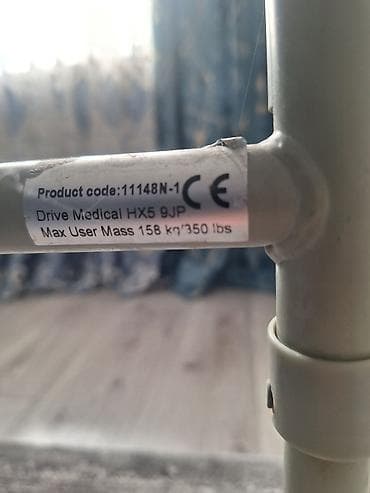 Product code:11148N-1 CE
Drive Medical HX5 9JP
Max User Mass 158 kg/350 lbs